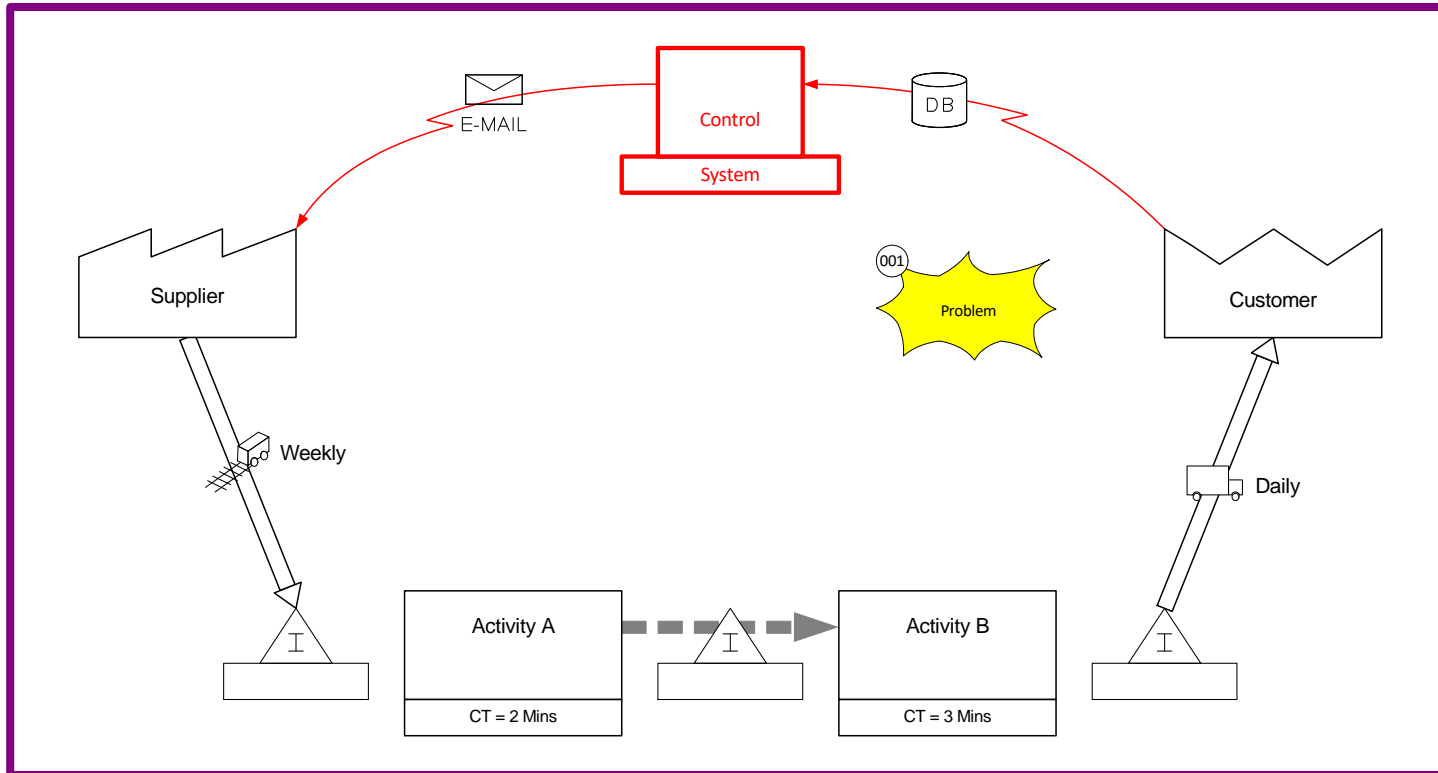 Control
DB
E-MAIL
System
001
Supplier
Problem
Customer
Weekly
Daily
Activity A
Activity B
I
I
I
CT = 2 Mins
CT = 3 Mins